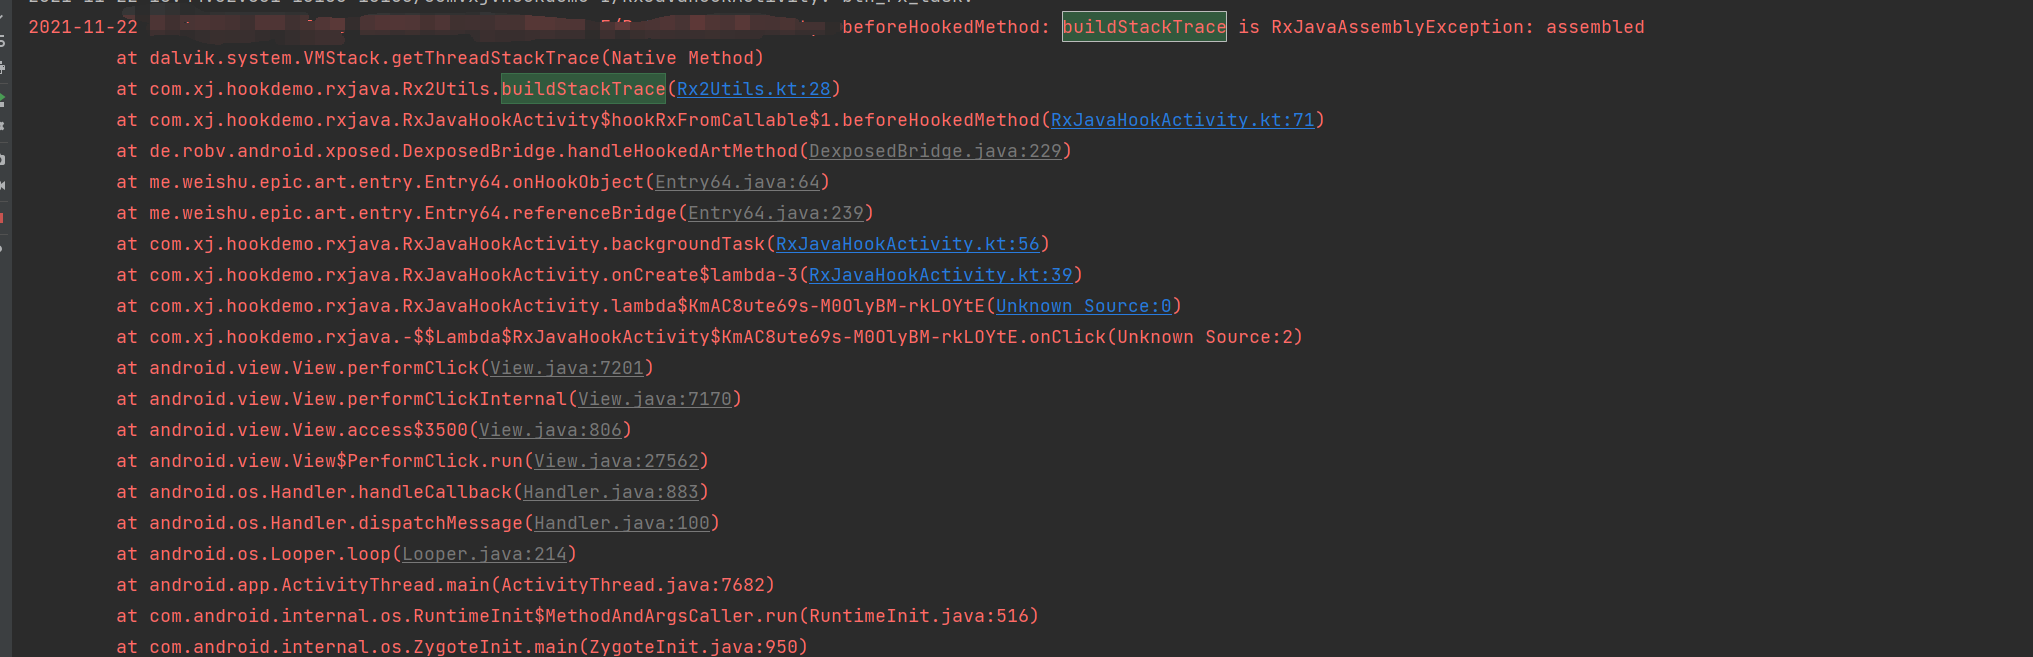 2021-11-22 beforeHookedMethod: buildStackTrace is RxJavaAssemblyException: assembled
at dalvik.system.VMStack.getThreadStackTrace(Native Method)
at com.xj.hookdemo.rxjava.Rx2Utils.buildStackTrace(Rx2Utils.kt:28)
at com.xj.hookdemo.rxjava.RxJavaHookActivity$hookRxFromCallable$1.beforeHookedMethod(RxJavaHookActivity.kt:71)
at de.robv.android.xposed.DexposedBridge.handleHookedArtMethod(DexposedBridge.java:229)
at me.weishu.epic.art.entry.Entry64.onHookObject(Entry64.java:64)
at me.weishu.epic.art.entry.Entry64.referenceBridge(Entry64.java:239)
at com.xj.hookdemo.rxjava.RxJavaHookActivity.backgroundTask(RxJavaHookActivity.kt:56)
at com.xj.hookdemo.rxjava.RxJavaHookActivity.onCreate$lambda-3(RxJavaHookActivity.kt:39)
at com.xj.hookdemo.rxjava.RxJavaHookActivity.lambda$KmAC8ute69s-M0OlyBM-rkLOYtE(Unknown Source:0)
at com.xj.hookdemo.rxjava.-$$Lambda$RxJavaHookActivity$KmAC8ute69s-M0OlyBM-rkLOYtE.onClick(Unknown Source:2)
at android.view.View.performClick(View.java:7201)
at android.view.View.performClickInternal(View.java:7170)
at android.view.View.access$3500(View.java:806)
at android.view.View$PerformClick.run(View.java:27562)
at android.os.Handler.handleCallback(Handler.java:883)
at android.os.Handler.dispatchMessage(Handler.java:100)
at android.os.Looper.loop(Looper.java:214)
at android.app.ActivityThread.main(ActivityThread.java:7682)
at com.android.internal.os.RuntimeInit$MethodAndArgsCaller.run(RuntimeInit.java:516)
at com.android.internal.os.ZygoteInit.main(ZygoteInit.java:950)